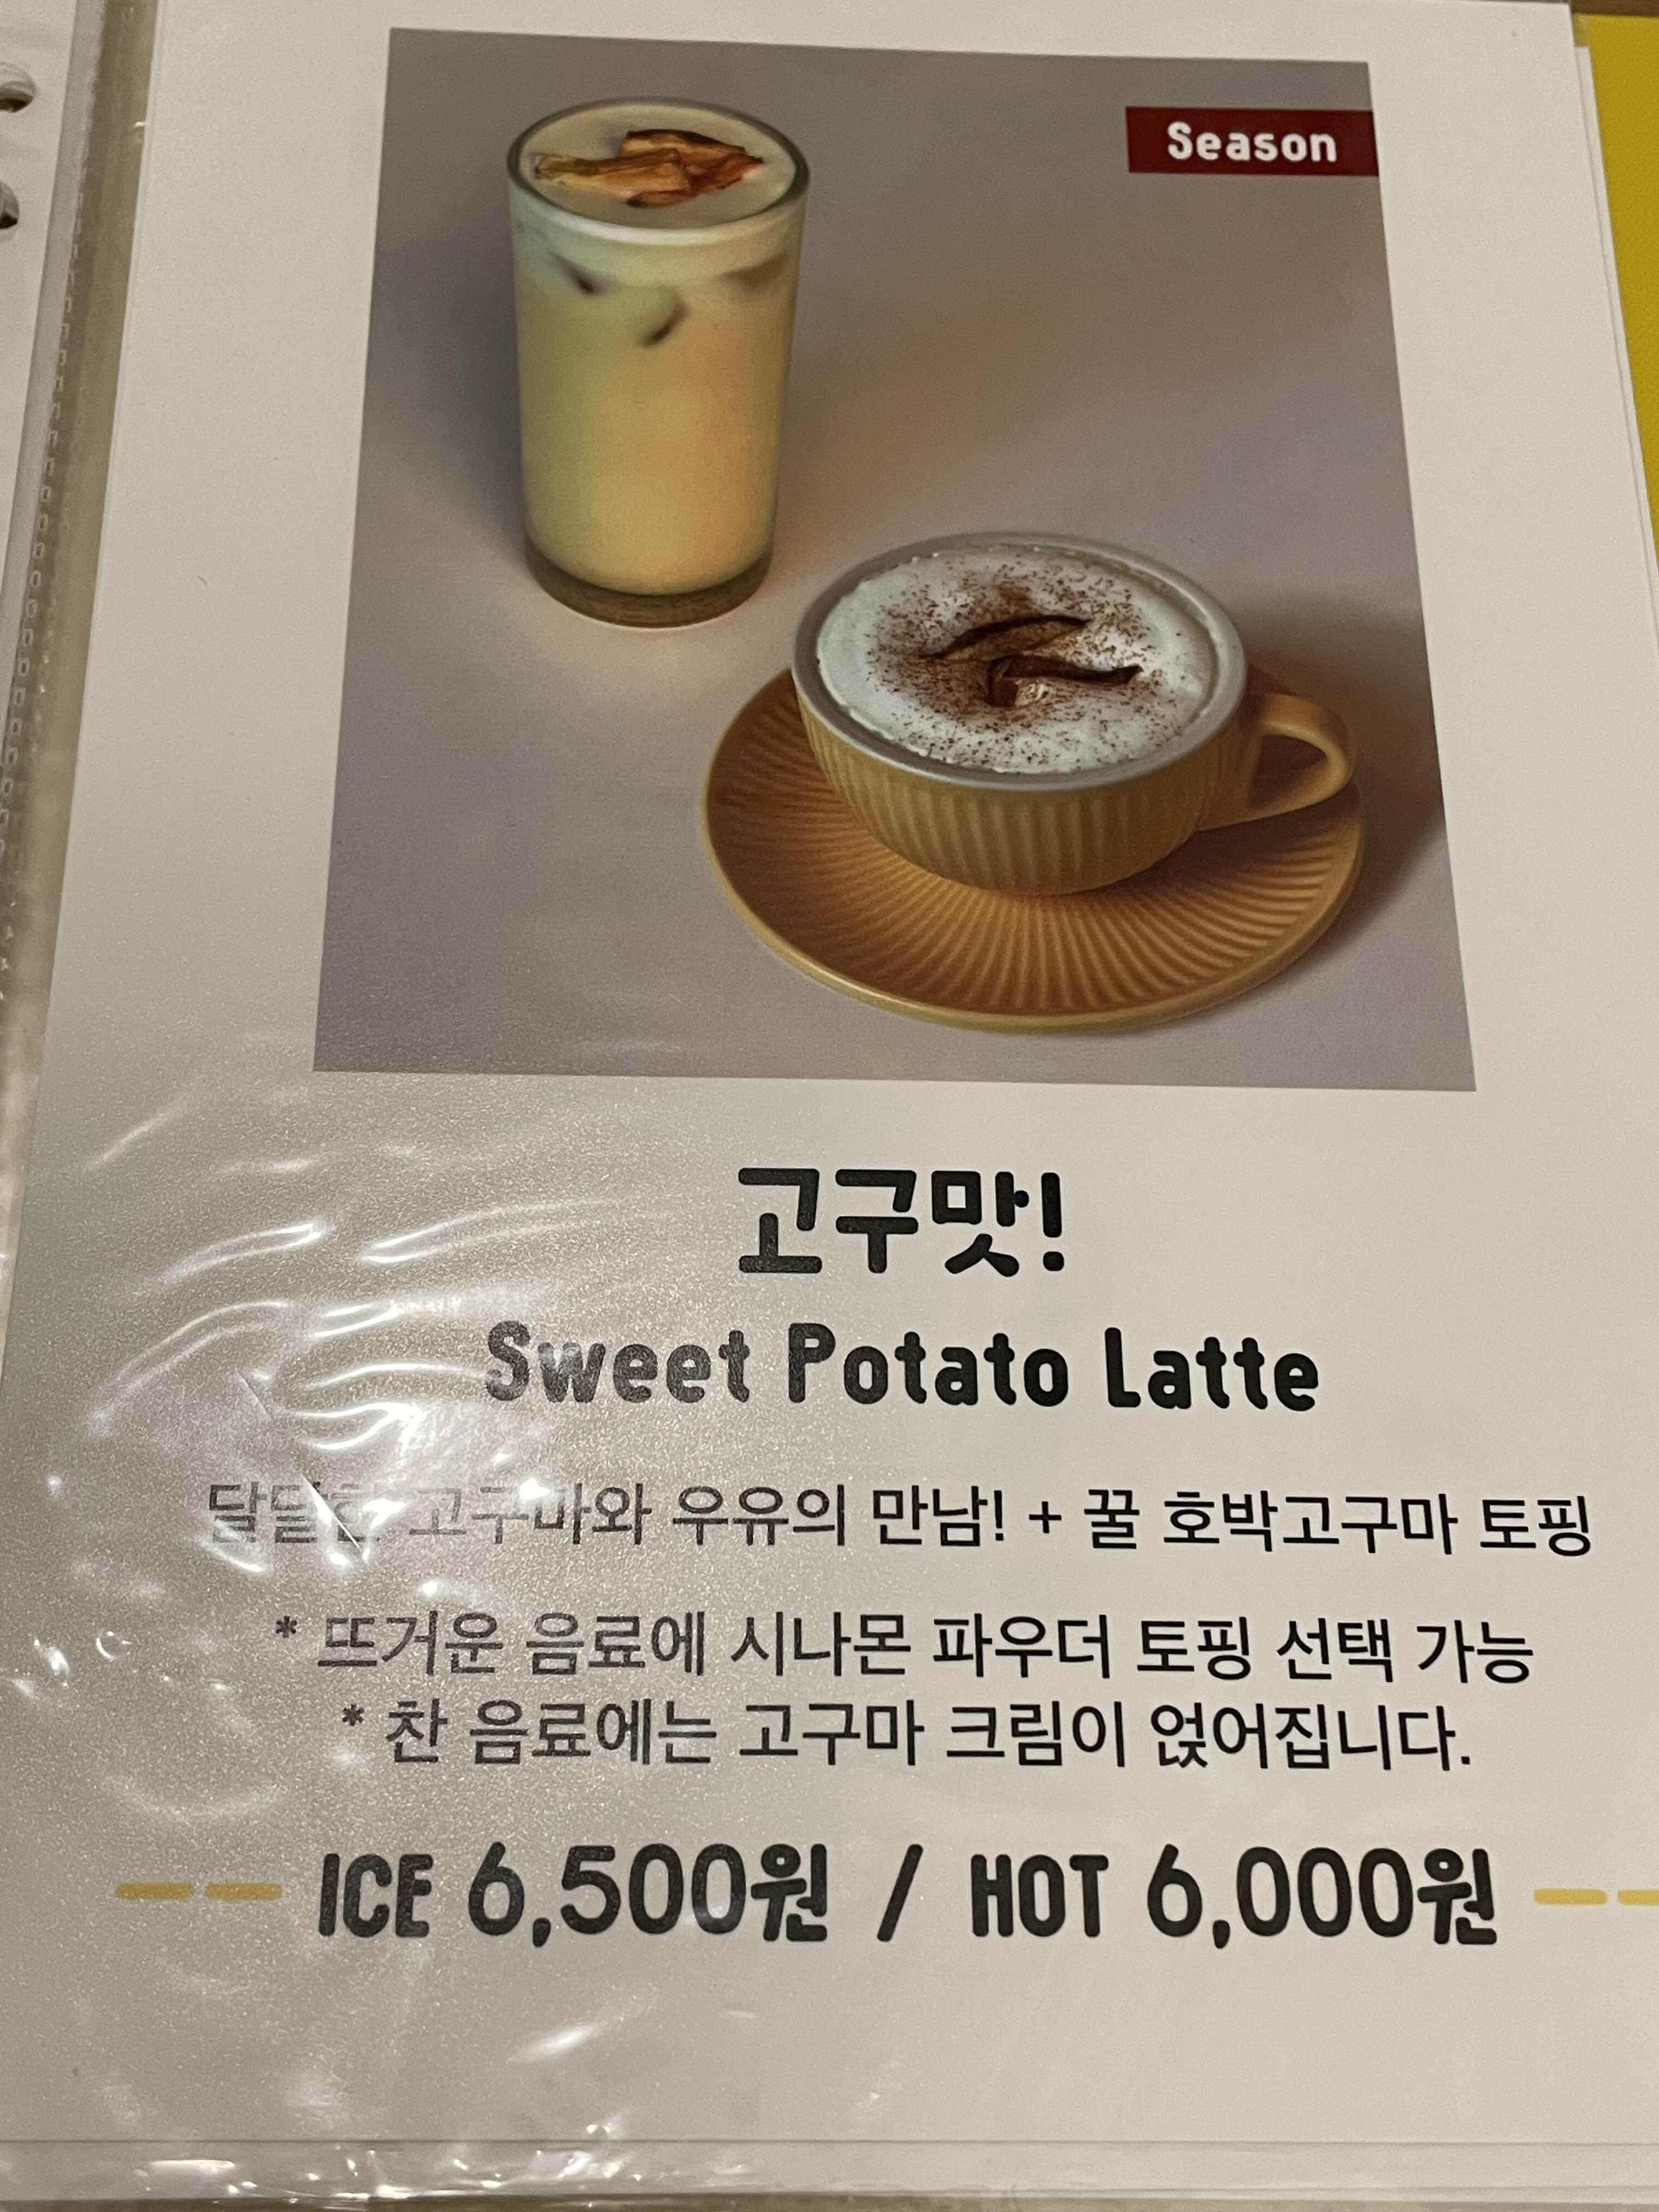 Season
고구맛!
Sweet Potato Latte
달달한 고구마와 우유의 만남! + 꿀 호박고구마 토핑
* 뜨거운 음료에 시나몬 파우더 토핑 선택 가능
* 찬 음료에는 고구마 크림이 얹어집니다.
ICE 6,500원 / HOT 6,000원